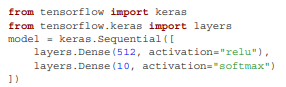 from tensorflow import keras
from tensorflow.keras import layers
model = keras.Sequential([
    layers.Dense(512, activation="relu"),
    layers.Dense(10, activation="softmax")
])